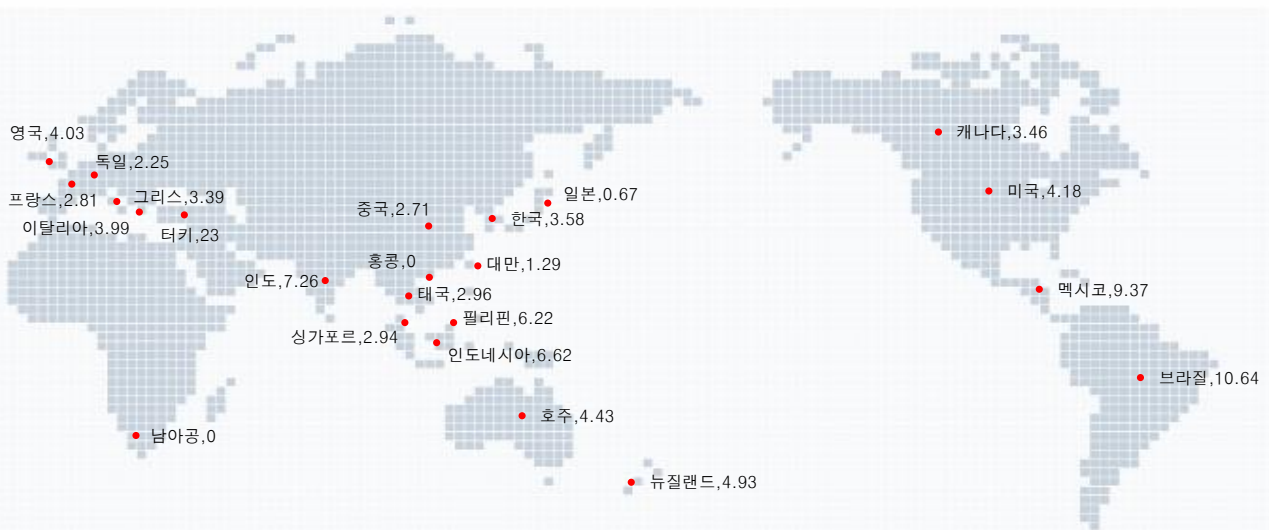 영국,4.03
독일,2.25
프랑스,2.81
그리스,3.39
이탈리아,3.99
터키,23
중국,2.71
일본,0.67
한국,3.58
홍콩,0
대만,1.29
인도,7.26
태국,2.96
필리핀,6.22
싱가포르,2.94
인도네시아,6.62
호주,4.43
남아공,0
뉴질랜드,4.93
캐나다,3.46
미국,4.18
멕시코,9.37
브라질,10.64